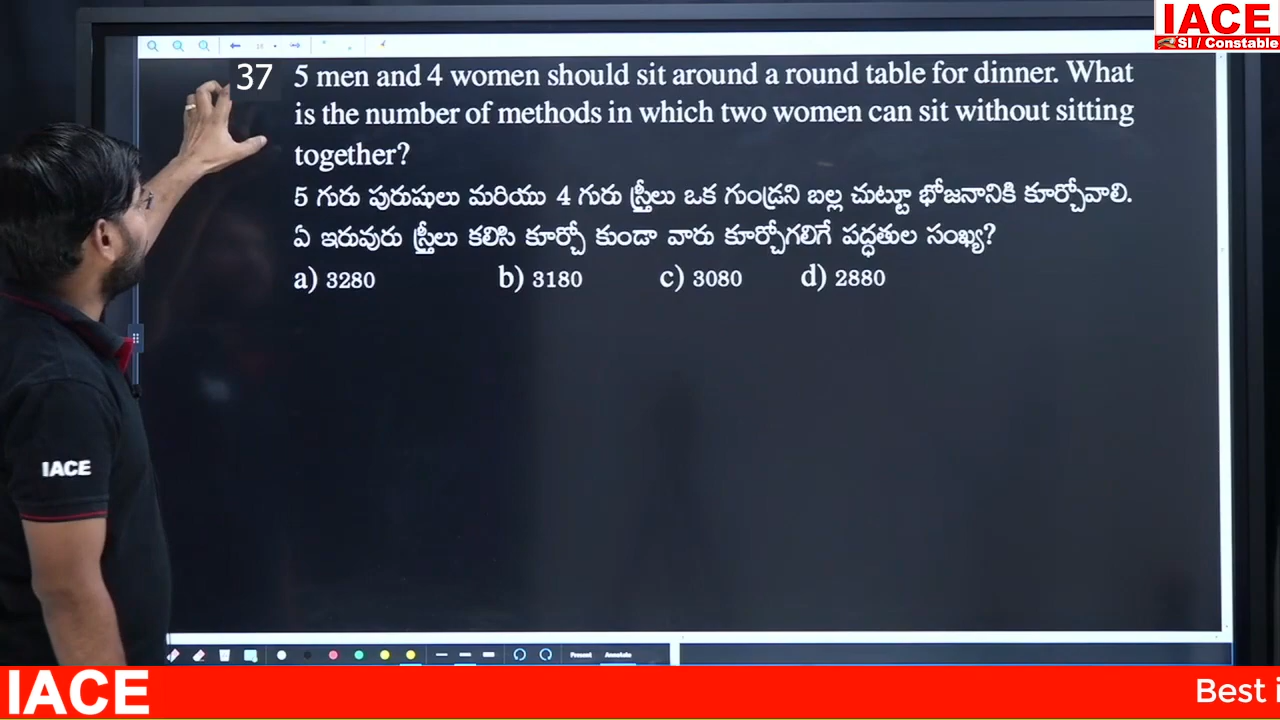 IACE
SI / Constable
37 5 men and 4 women should sit around a round table for dinner. What
is the number of methods in which two women can sit without sitting
together?
5 గురు పురుషులు మరియు 4 గురు స్త్రీలు ఒక గుండ్రని బల్ల చుట్టూ భోజనానికి కూర్చోవాలి.
ఏ ఇరువురు స్త్రీలు కలిసి కూర్చో కుండా వారు కూర్చోగలిగే పద్ధతుల సంఖ్య?
a) 3280 b) 3180 c) 3080 d) 2880
IACE
Present Annotate
IACE
Best i